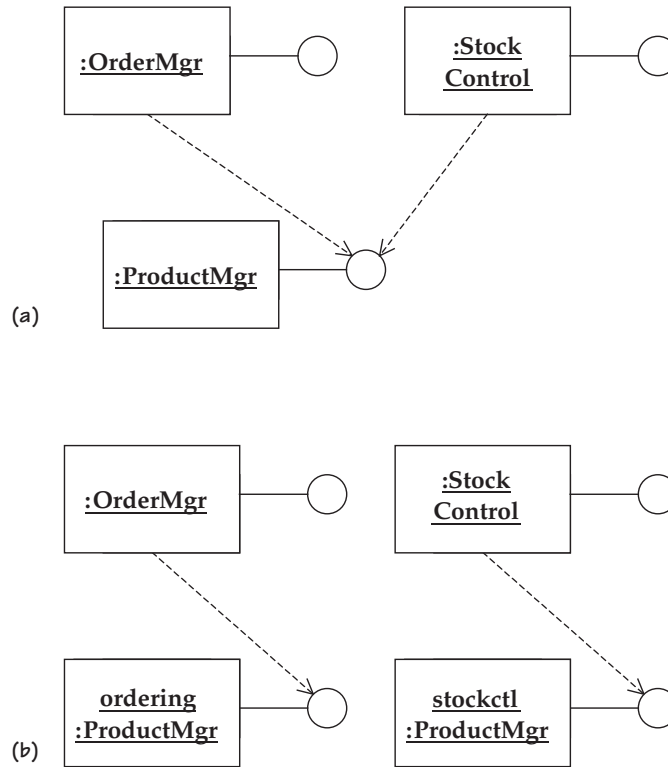 :OrderMgr
:Stock
Control
:ProductMgr
(a)
:OrderMgr
:Stock
Control
ordering
:ProductMgr
stockctl
:ProductMgr
(b)